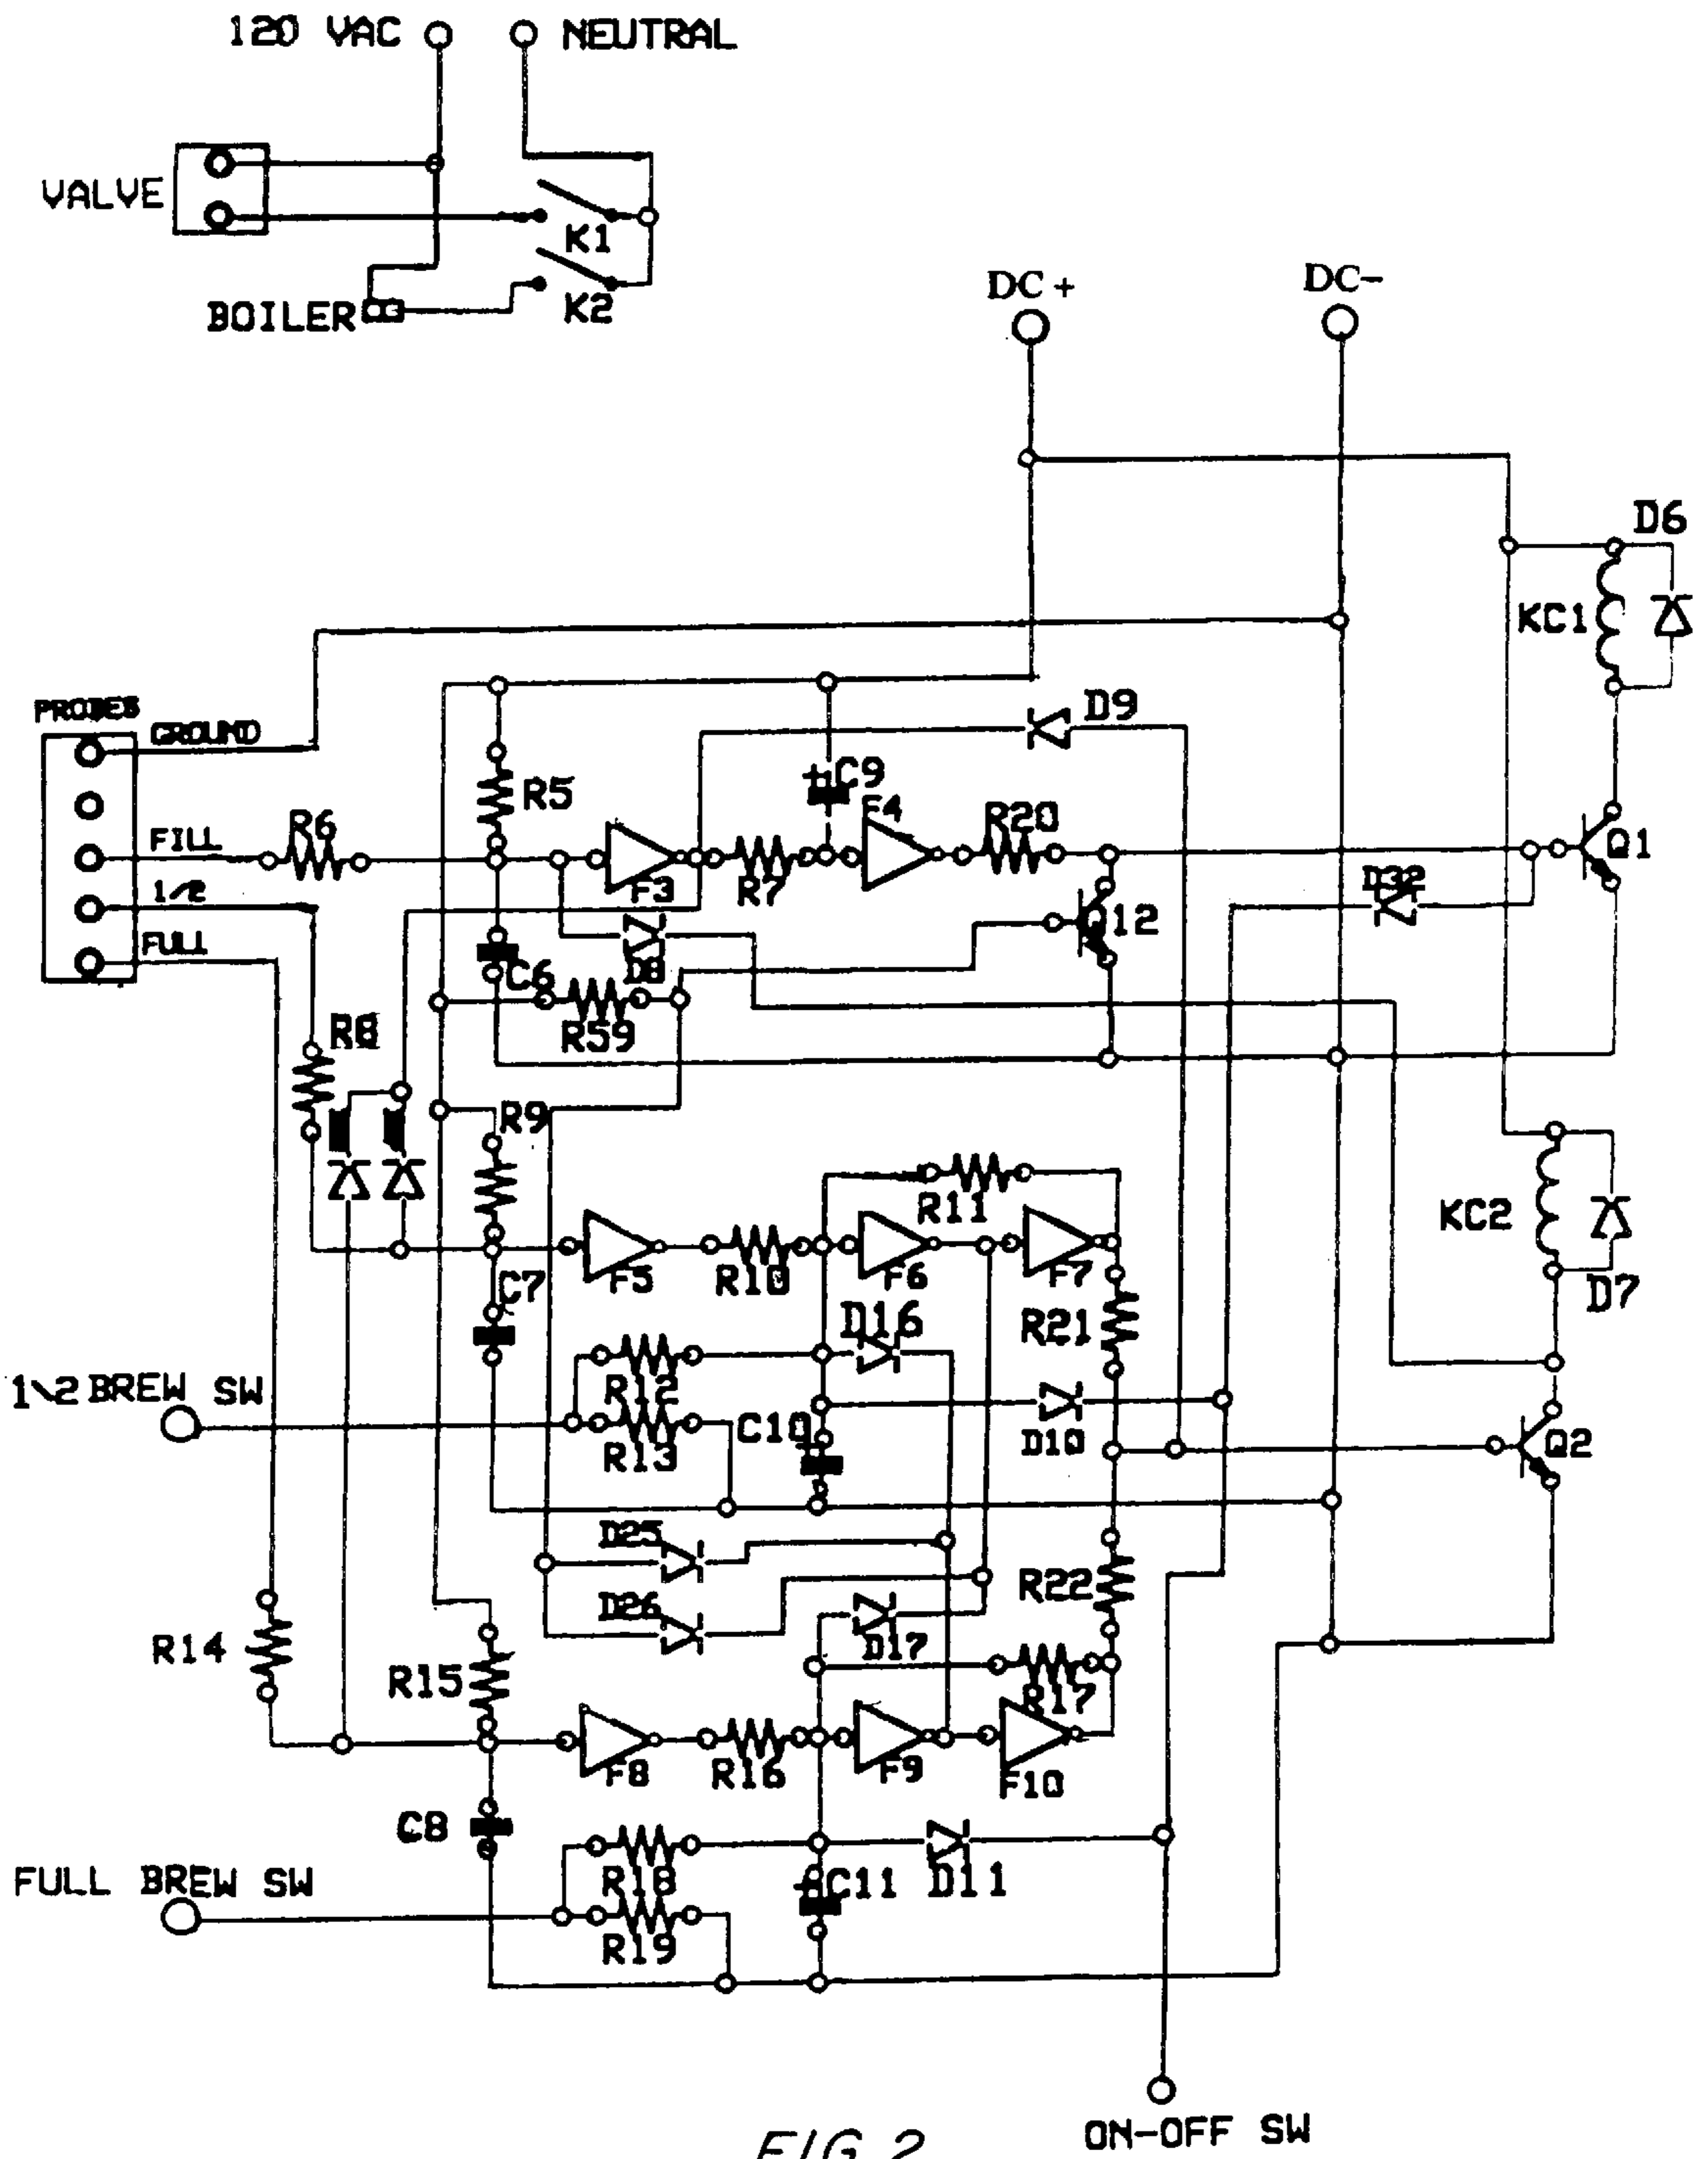 120 VAC NEUTRAL
VALVE
K1
K2
BOILER
DC+ DC-
D6
KC1
PROBES
GROUND
D9
R5
+ C9
F4
FILL
R6
R20
F3
R7
Q1
D32
1/2
Q12
FULL
D8
C6
R59
R8
R9
R11
KC2
F5
R10
F6
F7
C7
D7
D16
R21
1\2 BREW SW
R12
C10
+
D10
R13
Q2
D25
D26
R22
D17
R14
R15
R17
F8
R16
F9
F10
C8
FULL BREW SW
R18
+ C11
D11
R19
ON-OFF SW
FIG 2